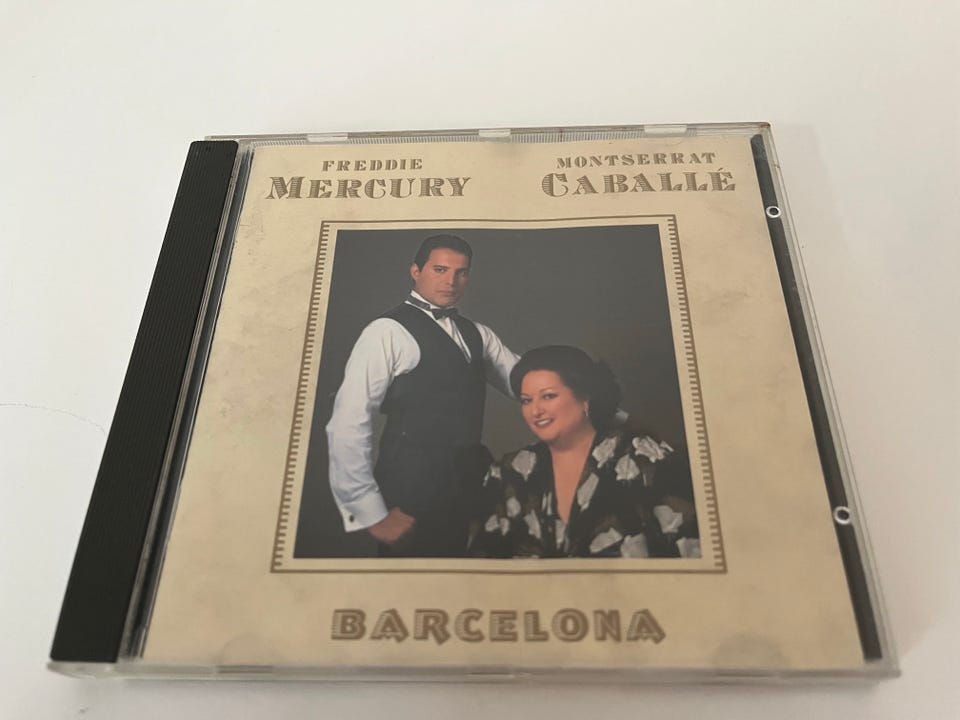 FREDDIE
MERCURY
MONTSERRAT
CABALLÉ
BARCELONA